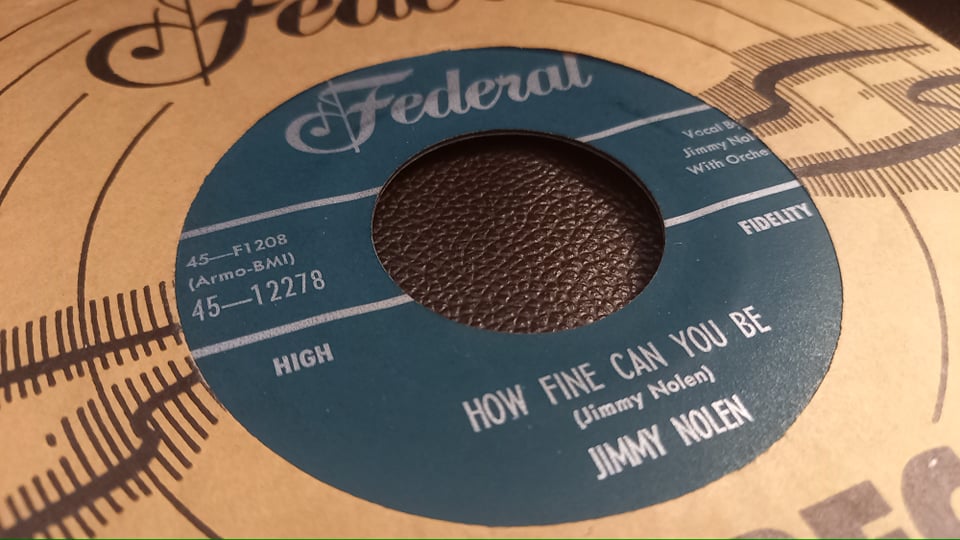 Federal
Federal
Vocal By
Jimmy
With
45—F1208
(Armo-BMI)
45—12278
HIGH
FIDELITY
HOW FINE CAN YOU BE
(Jimmy Nolen)
JIMMY NOLEN